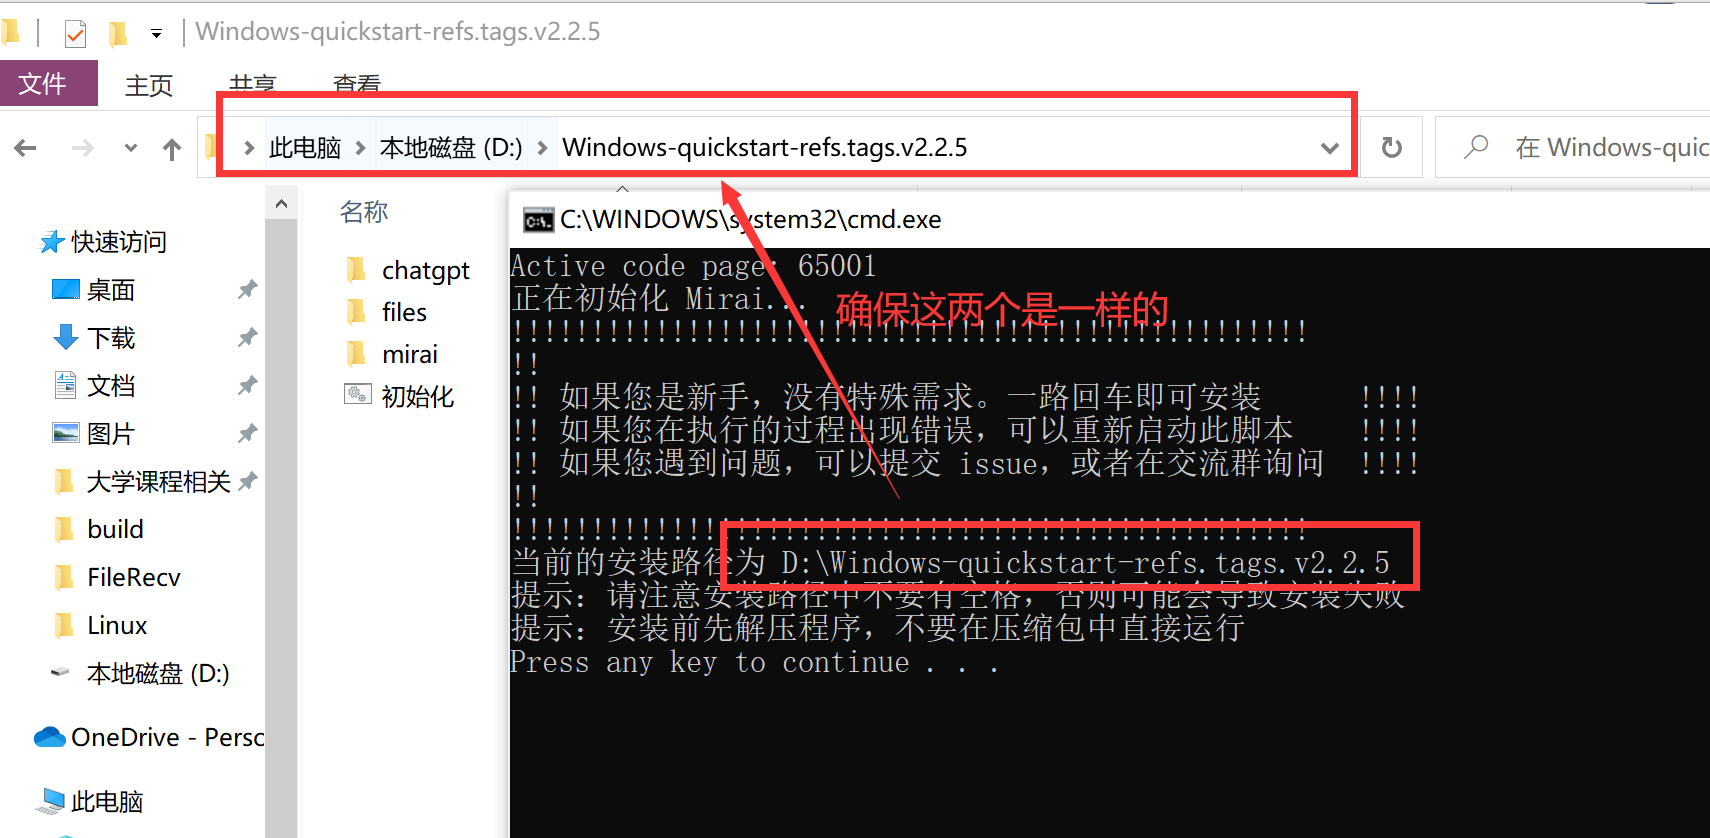 Windows-quickstart-refs.tags.v2.2.5
文件 主页 共享 查看
此电脑 本地磁盘 (D:) Windows-quickstart-refs.tags.v2.2.5
在 Windows-quic
快速访问
桌面
下载
文档
图片
大学课程相关
build
FileRecv
Linux
本地磁盘 (D:)
OneDrive - Persc
此电脑
名称
chatgpt
files
mirai
初始化
C:\WINDOWS\system32\cmd.exe
Active code page: 65001
正在初始化 Mirai...
确保这两个是一样的
!!!!!!!!!!!!!!!!!!!!!!!!!!!!!!!!!!!!!!!!!!!!!!!!!!
!!
!! 如果您是新手，没有特殊需求。一路回车即可安装 !!!!
!! 如果您在执行的过程出现错误，可以重新启动此脚本 !!!!
!! 如果您遇到问题，可以提交 issue，或者在交流群询问 !!!!
!!
!!!!!!!!!!!!!!!!!!!!!!!!!!!!!!!!!!!!!!!!!!!!!!!!!!
当前的安装路径为 D:\Windows-quickstart-refs.tags.v2.2.5
提示：请注意安装路径中不要有空格，否则可能会导致安装失败
提示：安装前先解压程序，不要在压缩包中直接运行
Press any key to continue . . .